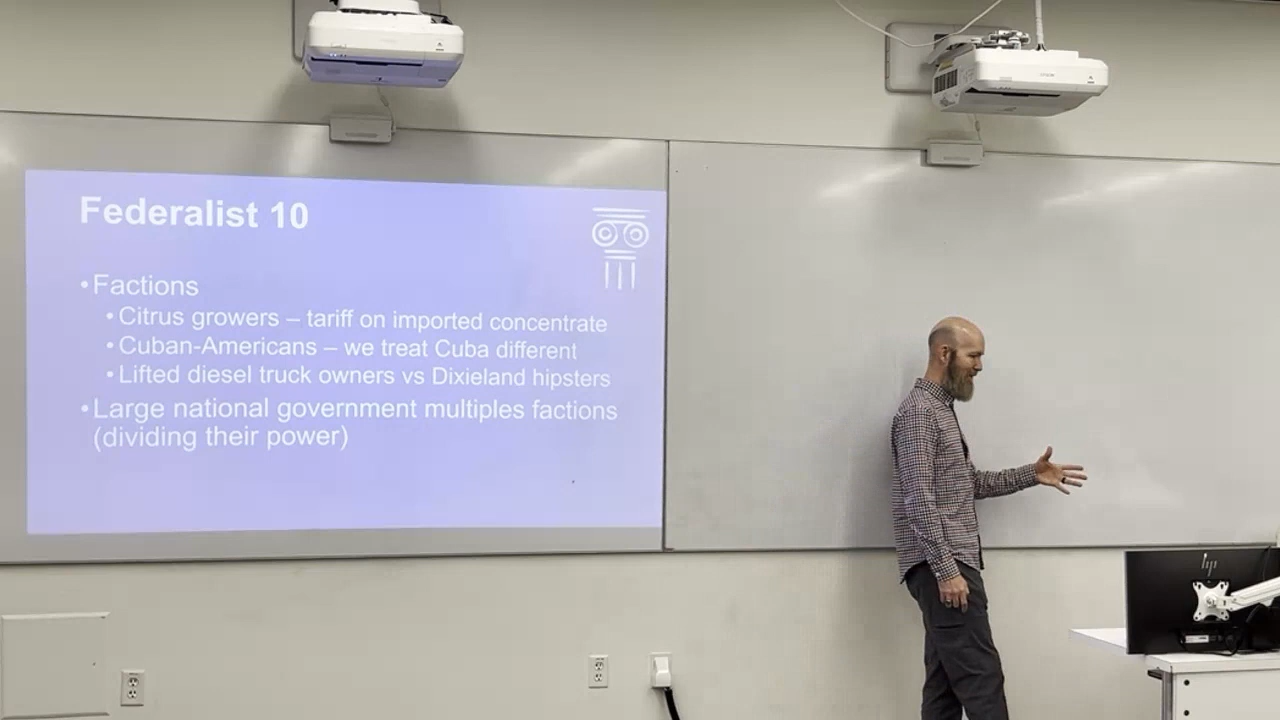 Federalist 10
•Factions
•Citrus growers – tariff on imported concentrate
•Cuban-Americans – we treat Cuba different
•Lifted diesel truck owners vs Dixieland hipsters
•Large national government multiples factions
(dividing their power)
hp